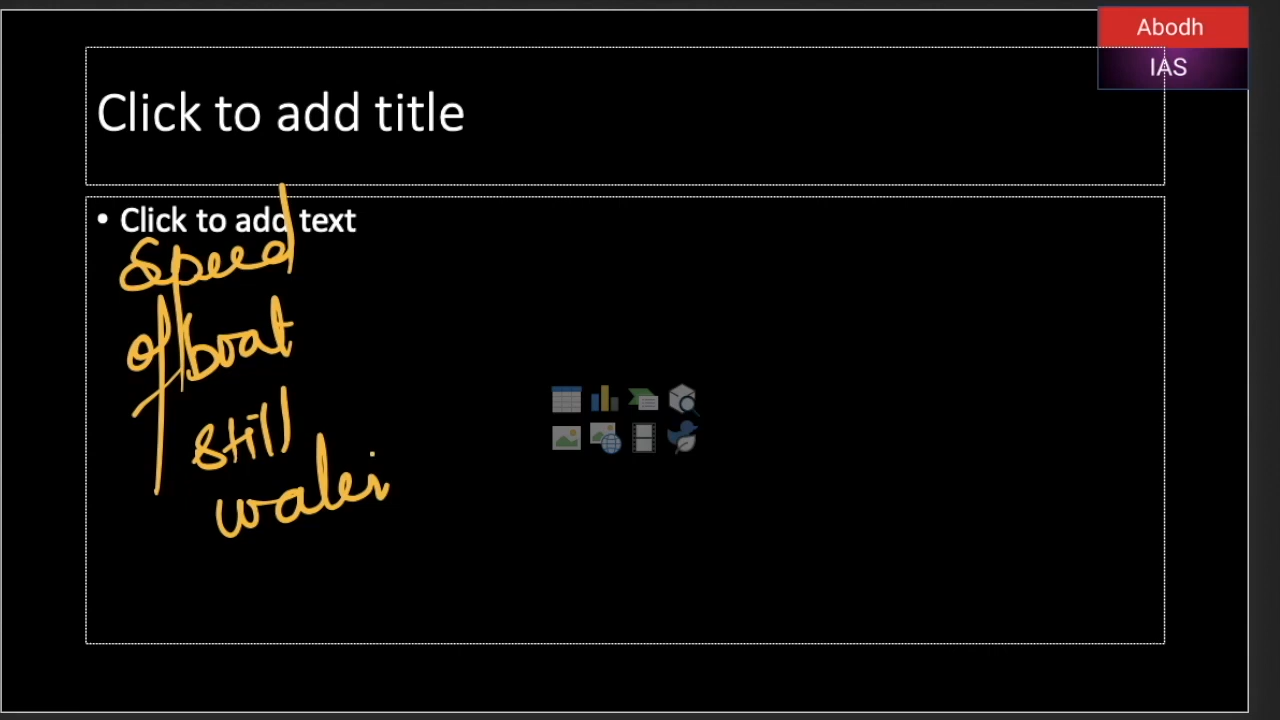 Abodh
IAS
Click to add title
• Click to add text
Speed
of boat
still
water